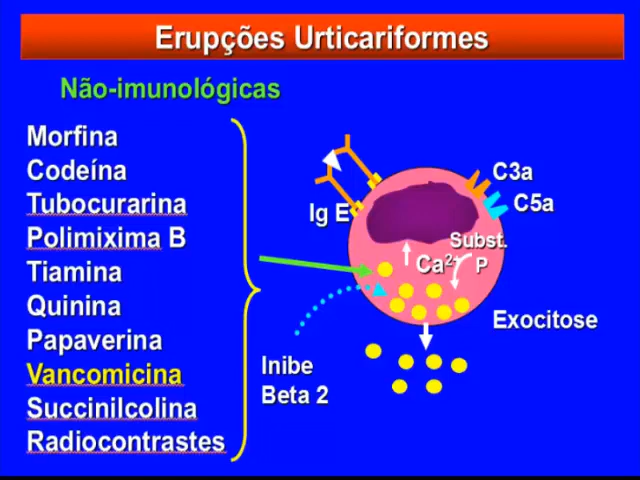 Erupções Urticariformes
Não-imunológicas
Morfina
Codeína
Tubocurarina
Polimixima B
Tiamina
Quinina
Papaverina
Vancomicina
Succinilcolina
Radiocontrastes
Ig E
C3a
C5a
Subst.
P
Ca2+
Exocitose
Inibe
Beta 2